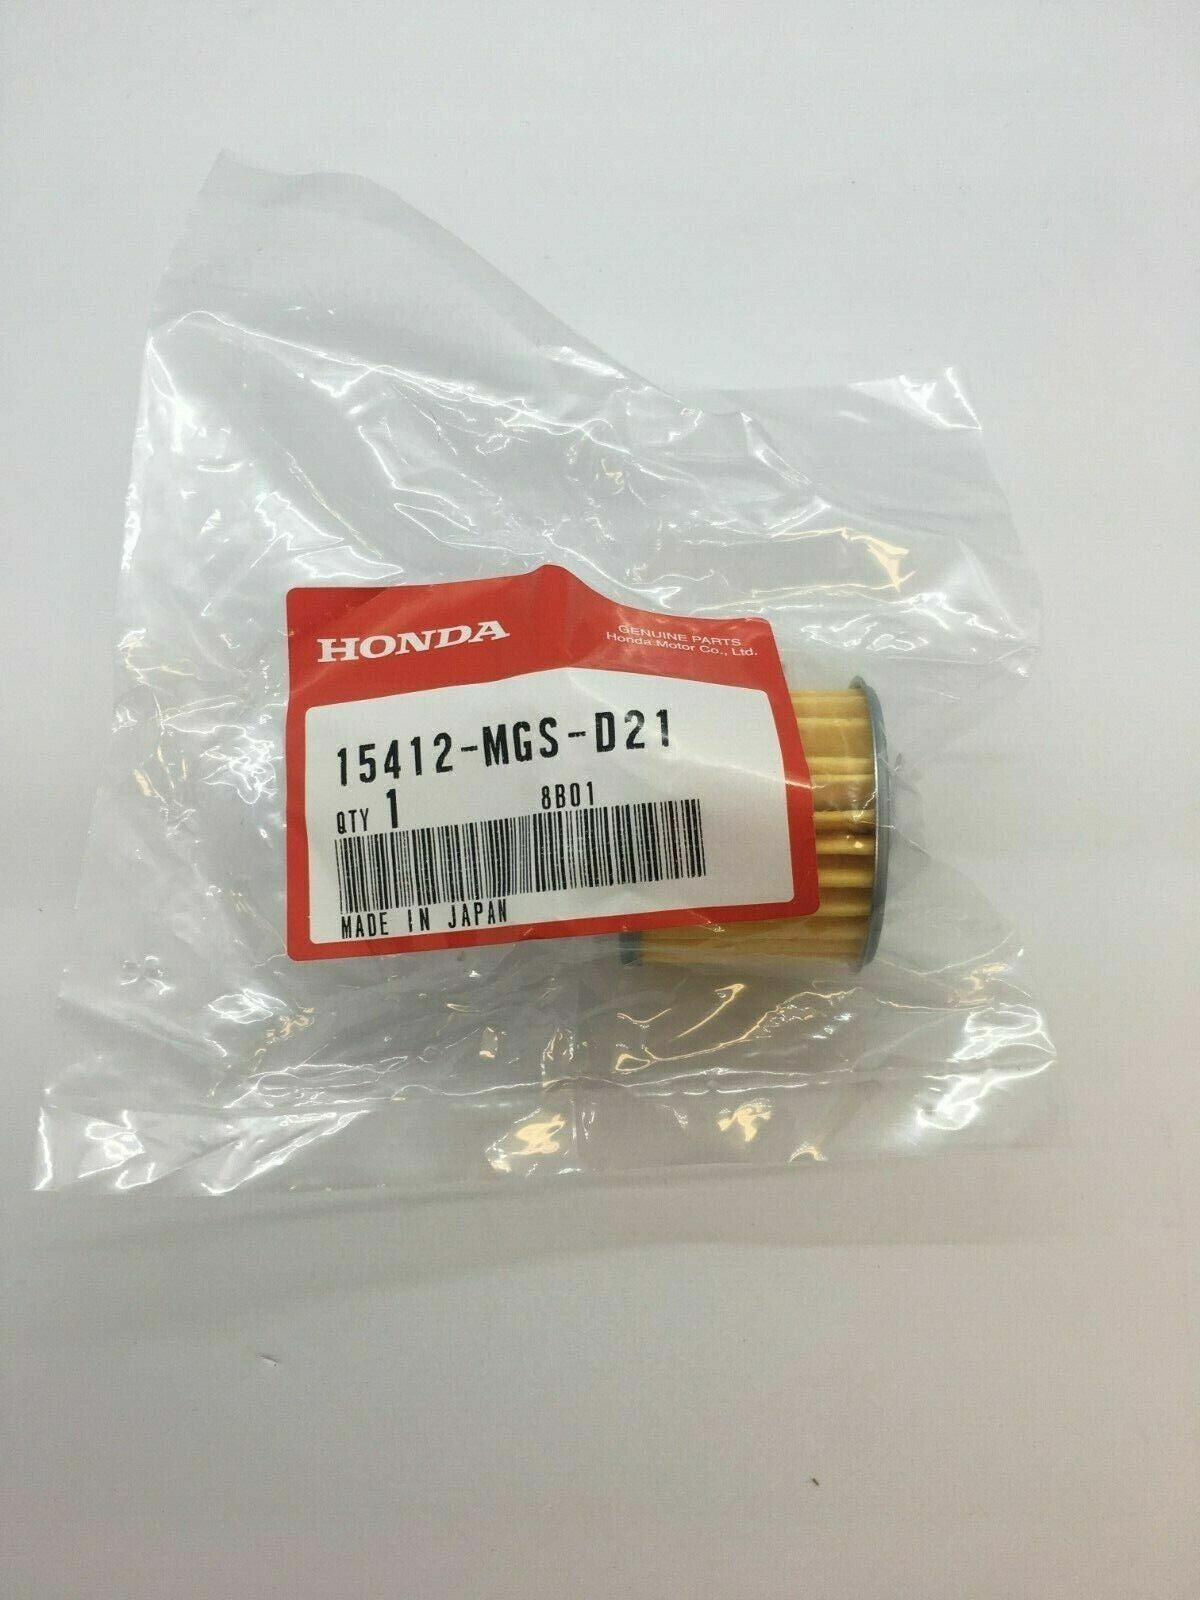 HONDA
GENUINE PARTS
Honda Motor Co., Ltd.
15412-MGS-D21
QTY 1 8B01
MADE IN JAPAN